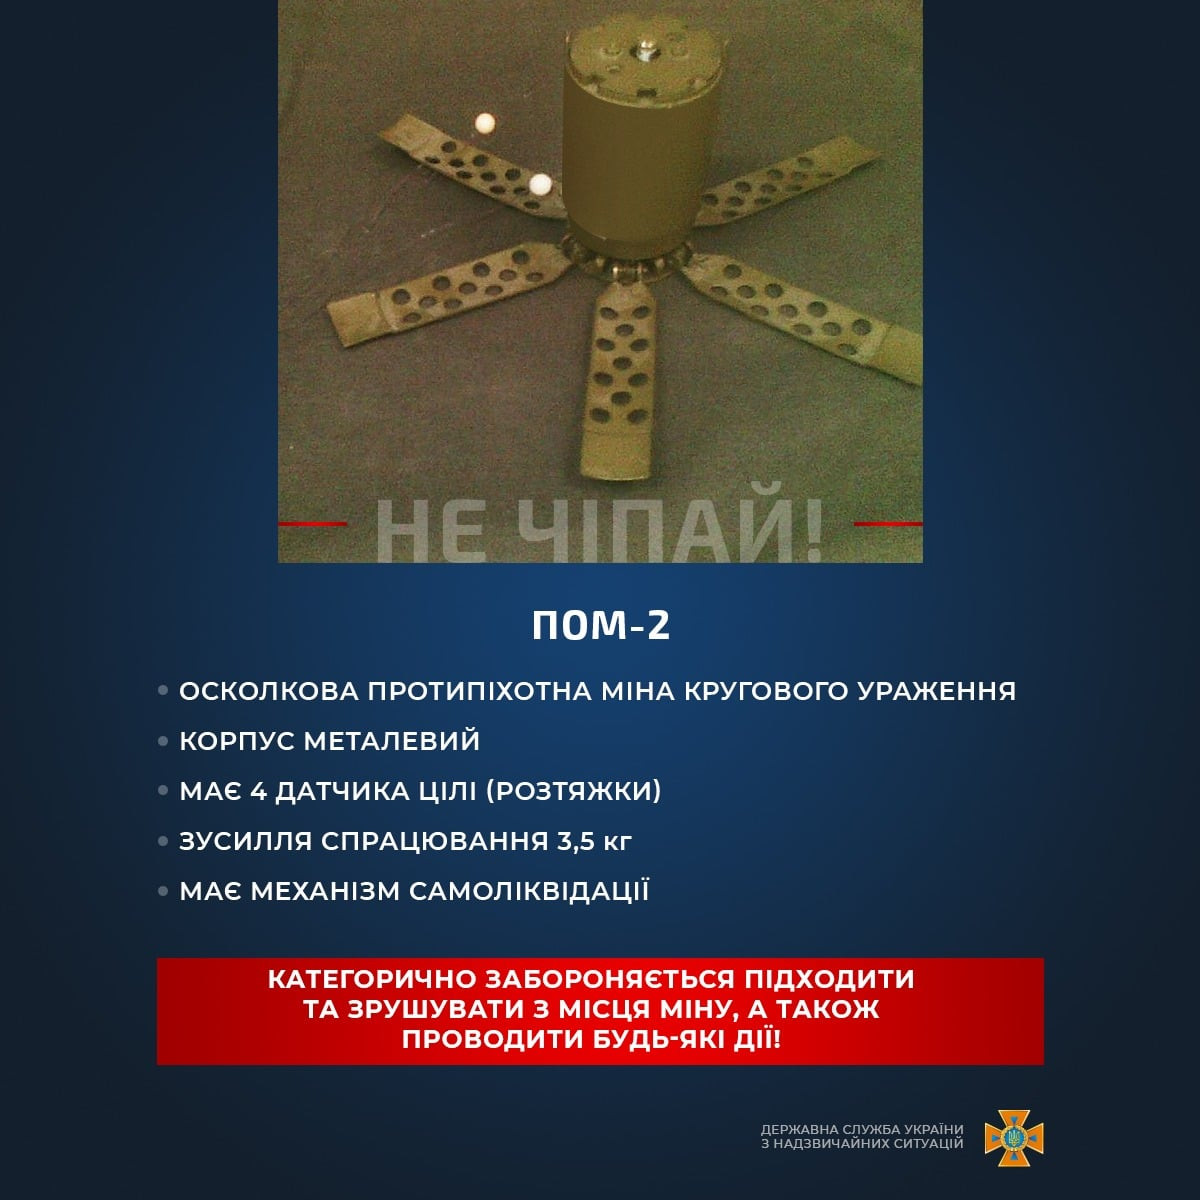 НЕ ЧІПАЙ!
ПОМ-2
• ОСКОЛКОВА ПРОТИПІХОТНА МІНА КРУГОВОГО УРАЖЕННЯ
• КОРПУС МЕТАЛЕВИЙ
• МАЄ 4 ДАТЧИКА ЦІЛІ (РОЗТЯЖКИ)
• ЗУСИЛЛЯ СПРАЦЮВАННЯ 3,5 кг
• МАЄ МЕХАНІЗМ САМОЛІКВІДАЦІЇ
КАТЕГОРИЧНО ЗАБОРОНЯЄТЬСЯ ПІДХОДИТИ
ТА ЗРУШУВАТИ З МІСЦЯ МІНУ, А ТАКОЖ
ПРОВОДИТИ БУДЬ-ЯКІ ДІЇ!
ДЕРЖАВНА СЛУЖБА УКРАЇНИ
З НАДЗВИЧАЙНИХ СИТУАЦІЙ